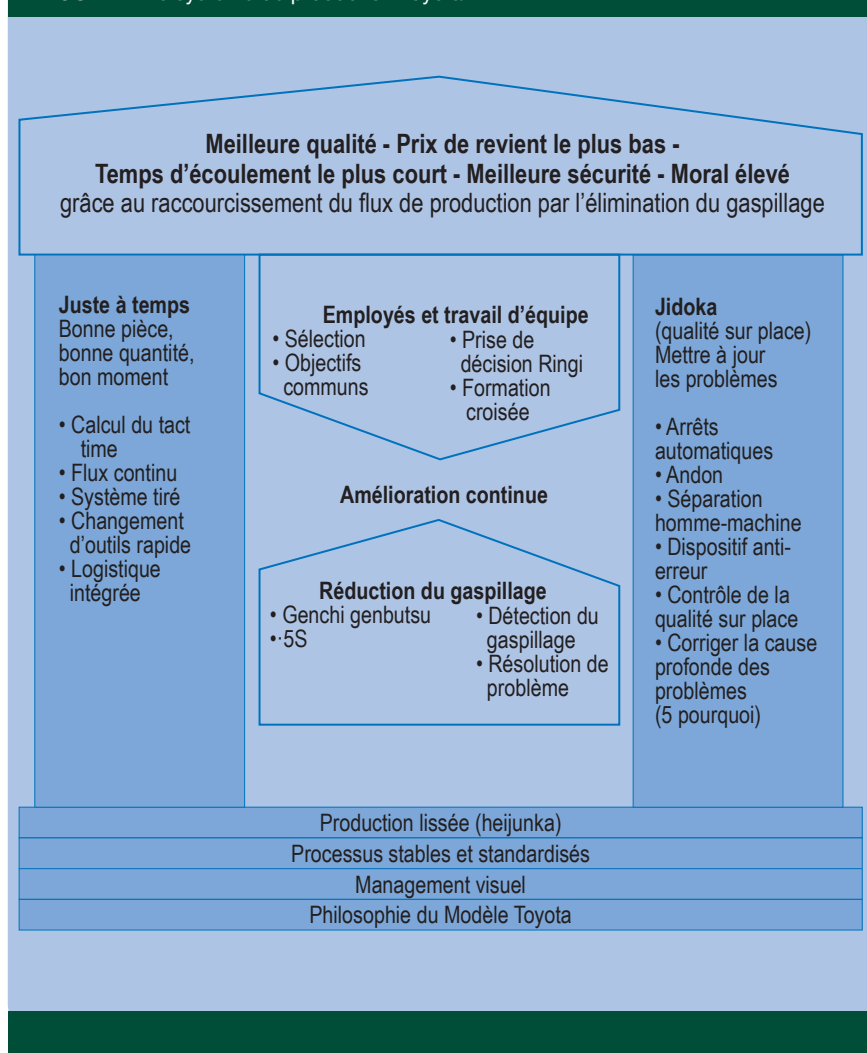 Meilleure qualité - Prix de revient le plus bas -
Temps d'écoulement le plus court - Meilleure sécurité - Moral élevé
grâce au raccourcissement du flux de production par l'élimination du gaspillage
Juste à temps
Bonne pièce,
bonne quantité,
bon moment
• Calcul du tact
time
• Flux continu
• Système tiré
• Changement
d'outils rapide
• Logistique
intégrée
Employés et travail d'équipe
• Sélection
• Objectifs
communs
• Prise de
décision Ringi
• Formation
croisée
Amélioration continue
Réduction du gaspillage
• Genchi genbutsu
•·5S
• Détection du
gaspillage
• Résolution de
problème
Jidoka
(qualité sur place)
Mettre à jour
les problèmes
• Arrêts
automatiques
• Andon
• Séparation
homme-machine
• Dispositif anti-
erreur
• Contrôle de la
qualité sur place
• Corriger la cause
profonde des
problèmes
(5 pourquoi)
Production lissée (heijunka)
Processus stables et standardisés
Management visuel
Philosophie du Modèle Toyota